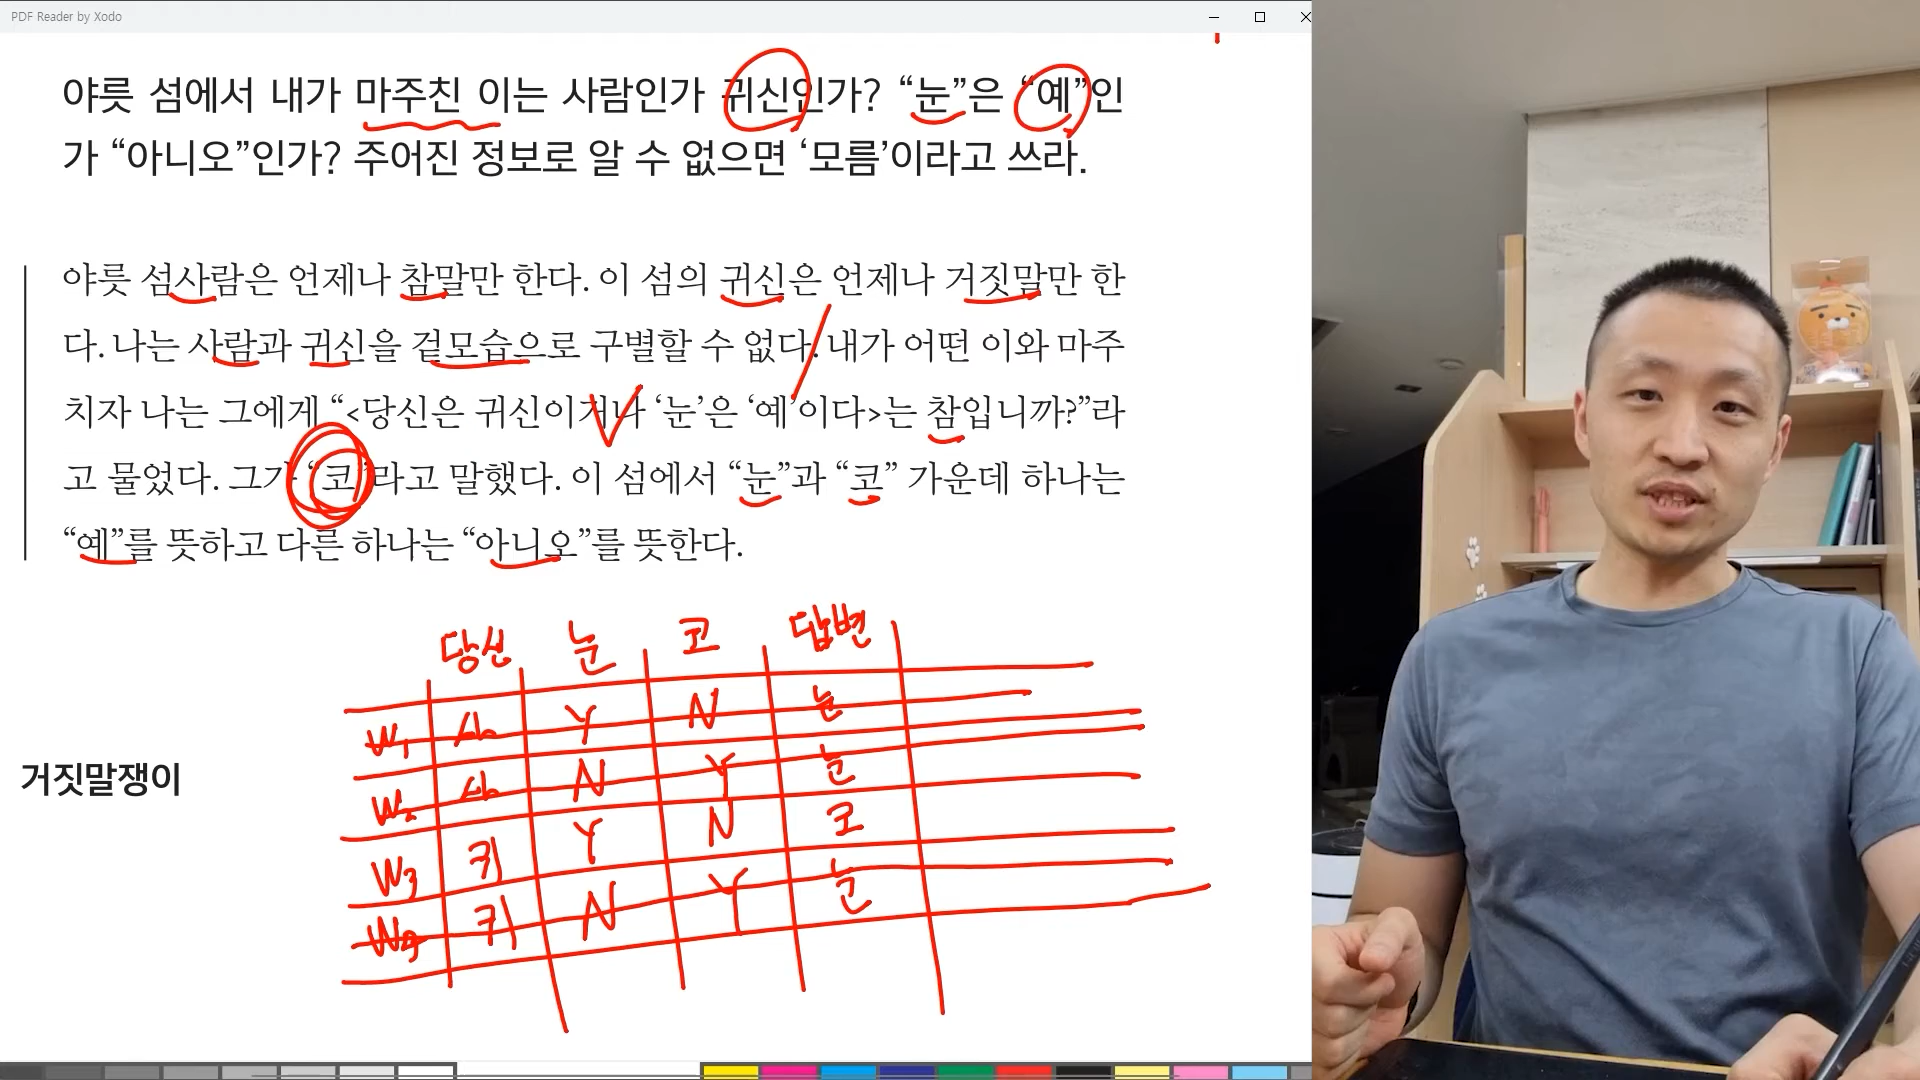 PDF Reader by Xodo
야릇 섬에서 내가 마주친 이는 사람인가 귀신인가? “눈”은 “예”인
가 “아니오”인가? 주어진 정보로 알 수 없으면 ‘모름’이라고 쓰라.
야릇 섬사람은 언제나 참말만 한다. 이 섬의 귀신은 언제나 거짓말만 한
다. 나는 사람과 귀신을 겉모습으로 구별할 수 없다. 내가 어떤 이와 마주
치자 나는 그에게 “<당신은 귀신이거나 ‘눈’은 ‘예’이다>는 참입니까?”라
고 물었다. 그가 “코”라고 말했다. 이 섬에서 “눈”과 “코” 가운데 하나는
“예”를 뜻하고 다른 하나는 “아니오”를 뜻한다.
당신 눈 코 답변
W1 사 Y N 눈
W2 사 N Y 눈
W3 귀 Y N 코
W4 귀 N Y 눈
거짓말쟁이